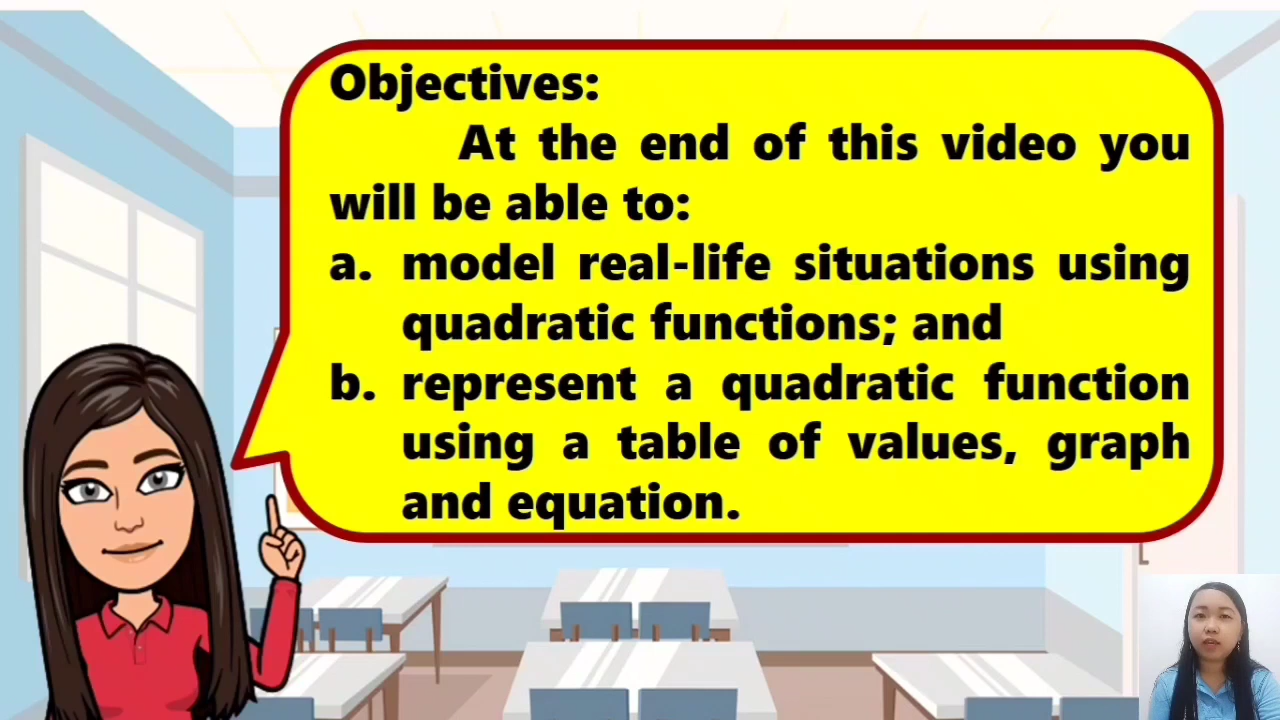 Objectives:
At the end of this video you
will be able to:
a. model real-life situations using
quadratic functions; and
b. represent a quadratic function
using a table of values, graph
and equation.